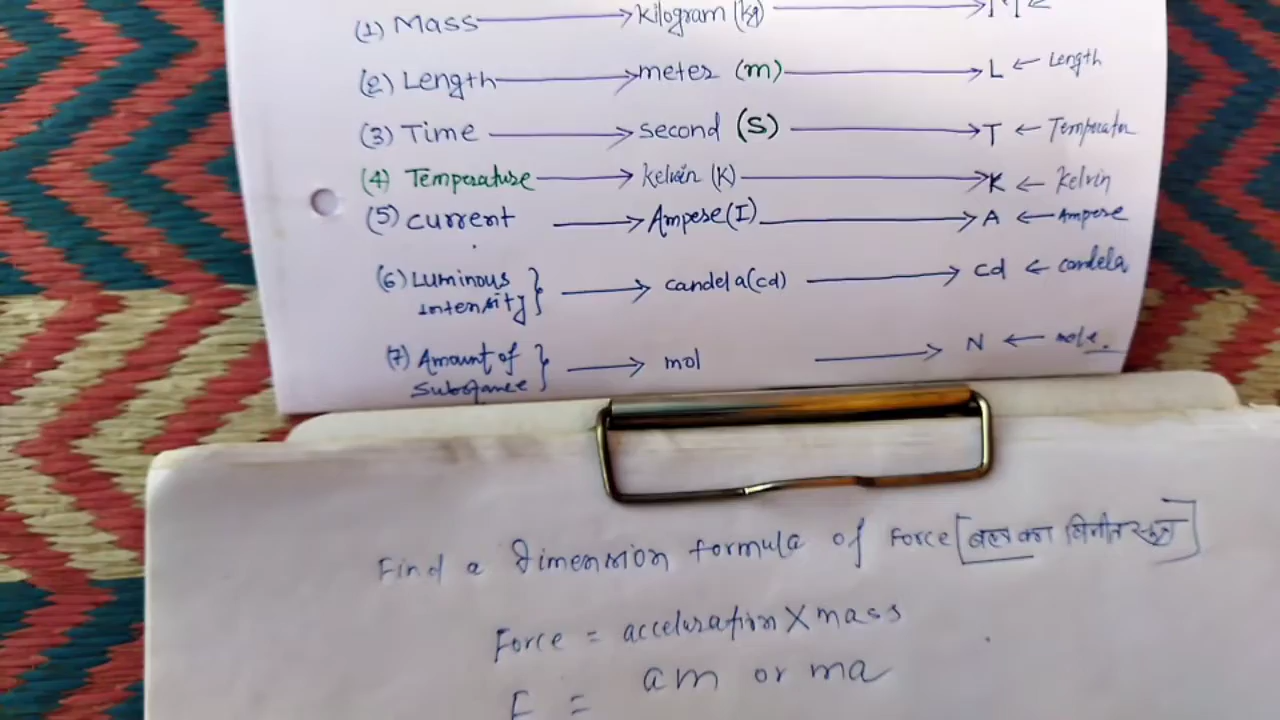 (1) Mass → kilogram (kg) →
(2) Length → meter (m) → L ← Length
(3) Time → second (S) → T ← Temperator
(4) Temperature → kelvin (K) → K ← kelvin
(5) current → Ampere (I) → A ← Ampere
(6) Luminous intensity } → candela (cd) → cd ← candela
(7) Amount of substance } → mol → N ← mole.
Find a dimension formula of Force [बल का विमीत सूत्र]
Force = acceleration X mass
F = am or ma